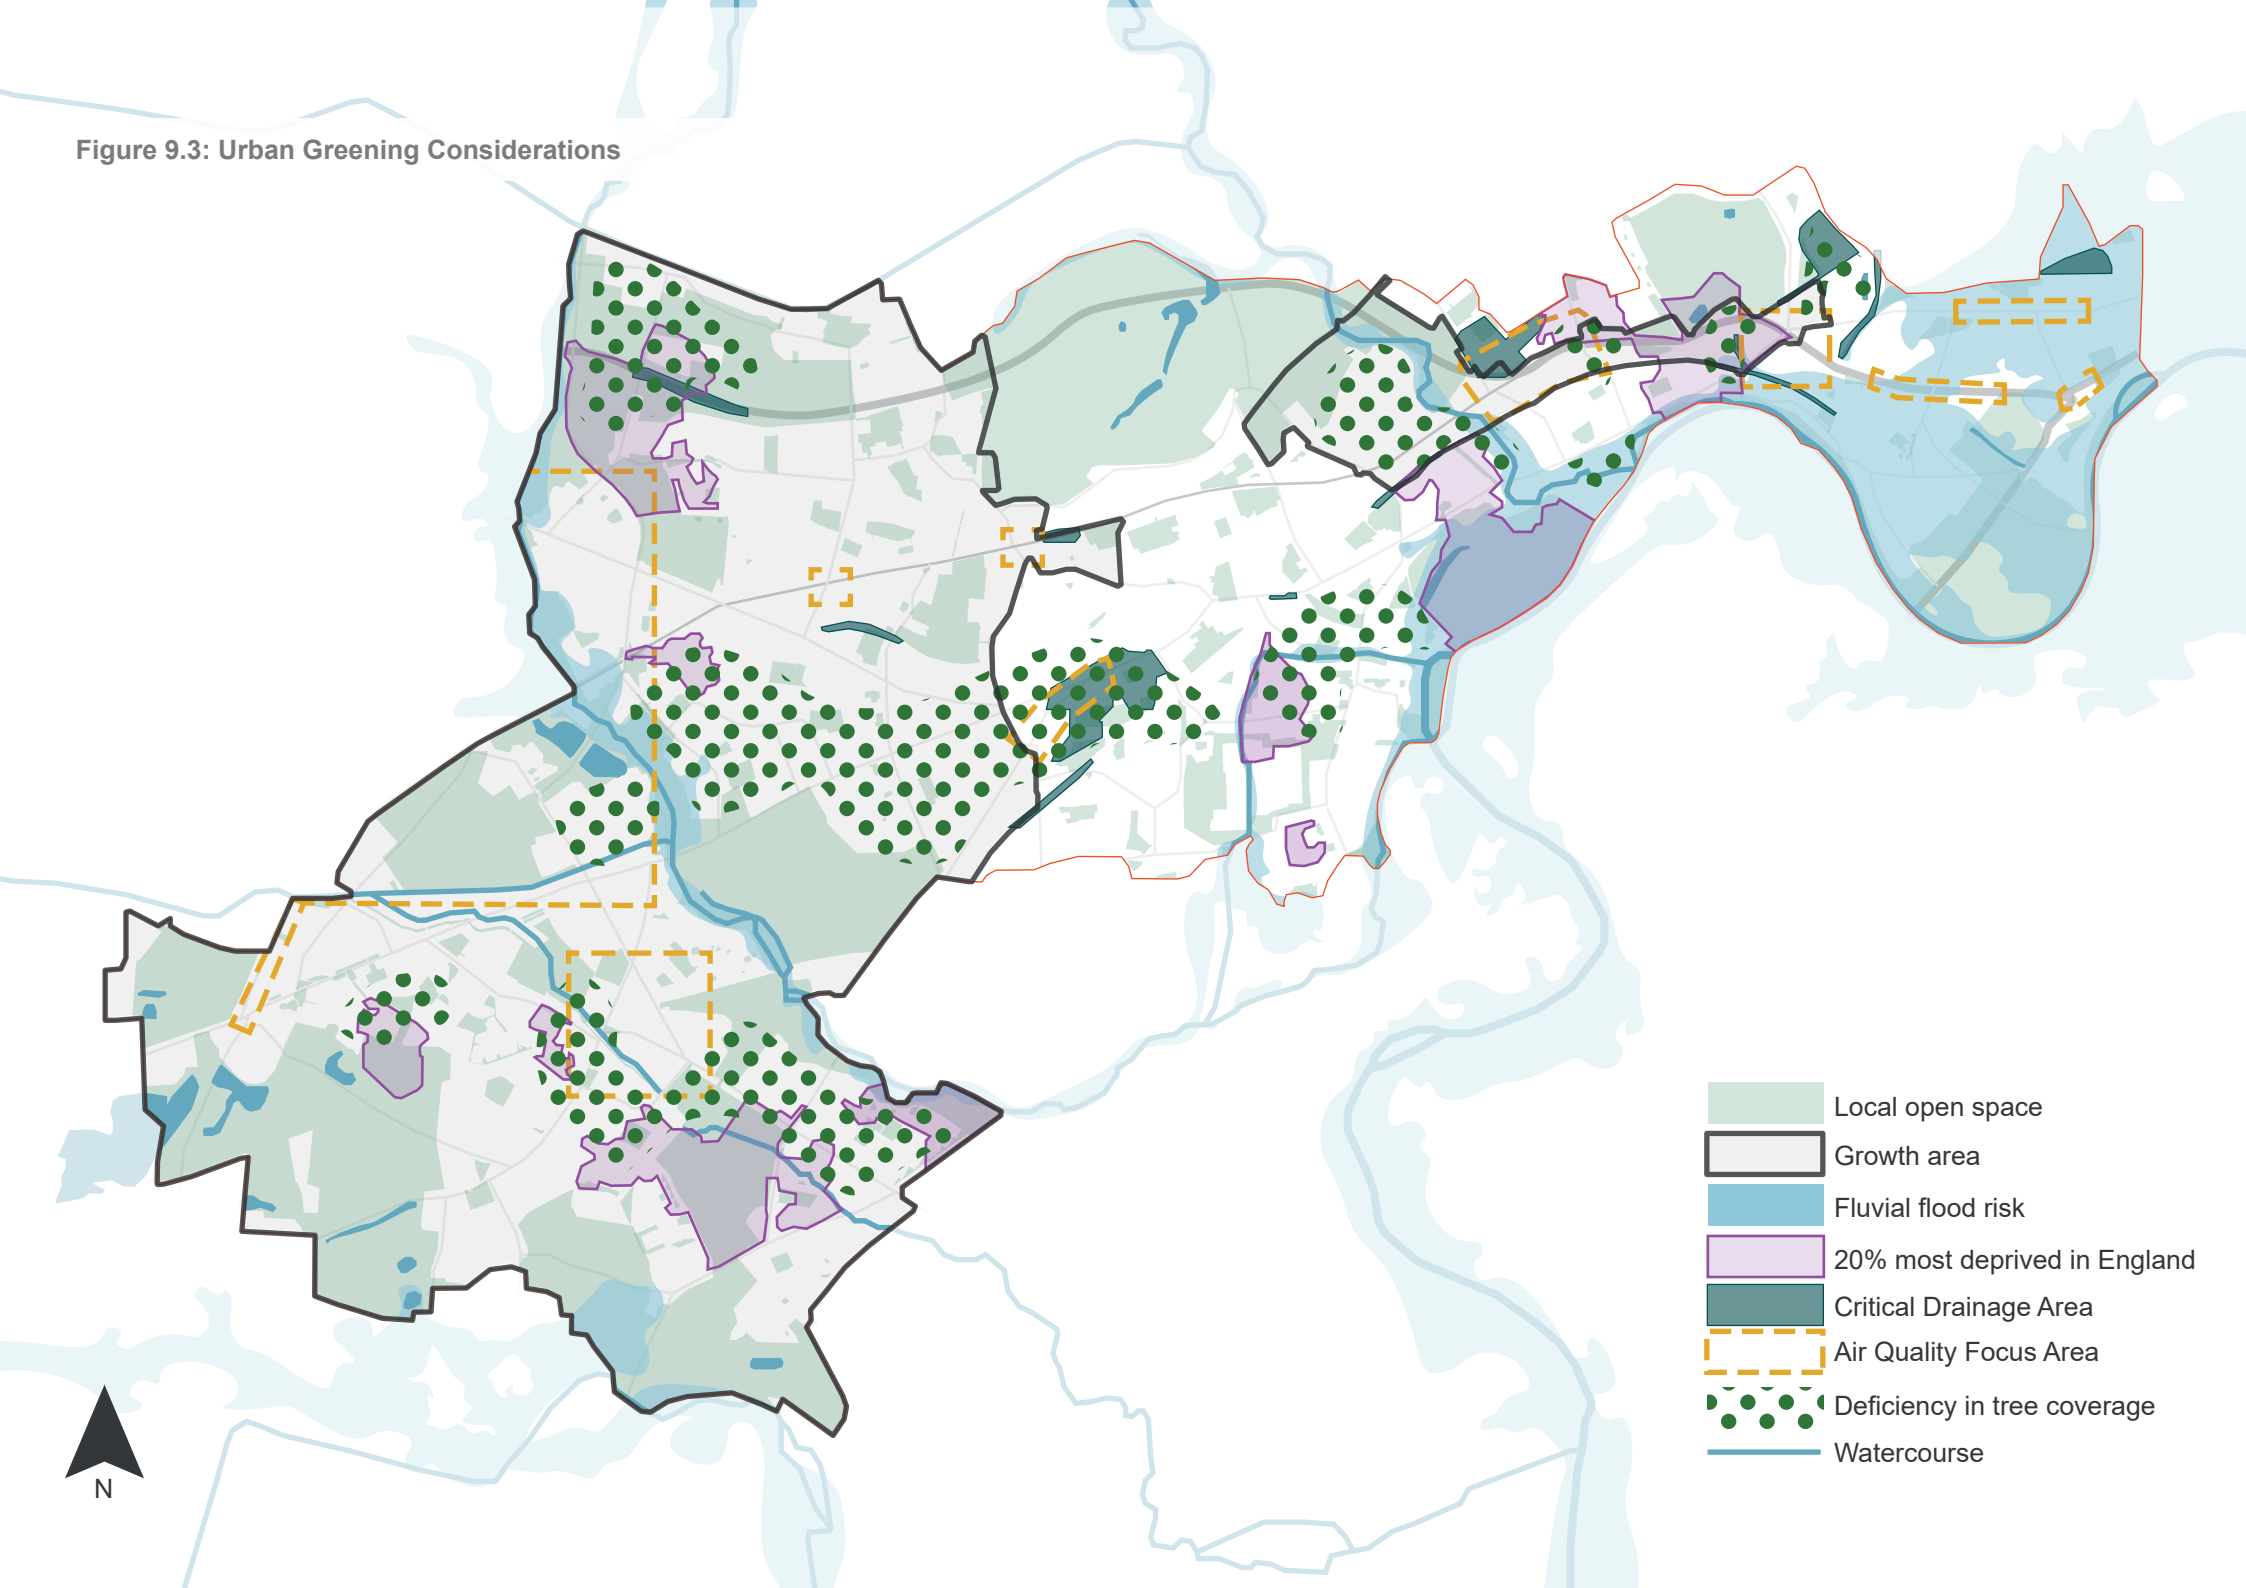 Figure 9.3: Urban Greening Considerations
Local open space
Growth area
Fluvial flood risk
20% most deprived in England
Critical Drainage Area
Air Quality Focus Area
Deficiency in tree coverage
Watercourse
N